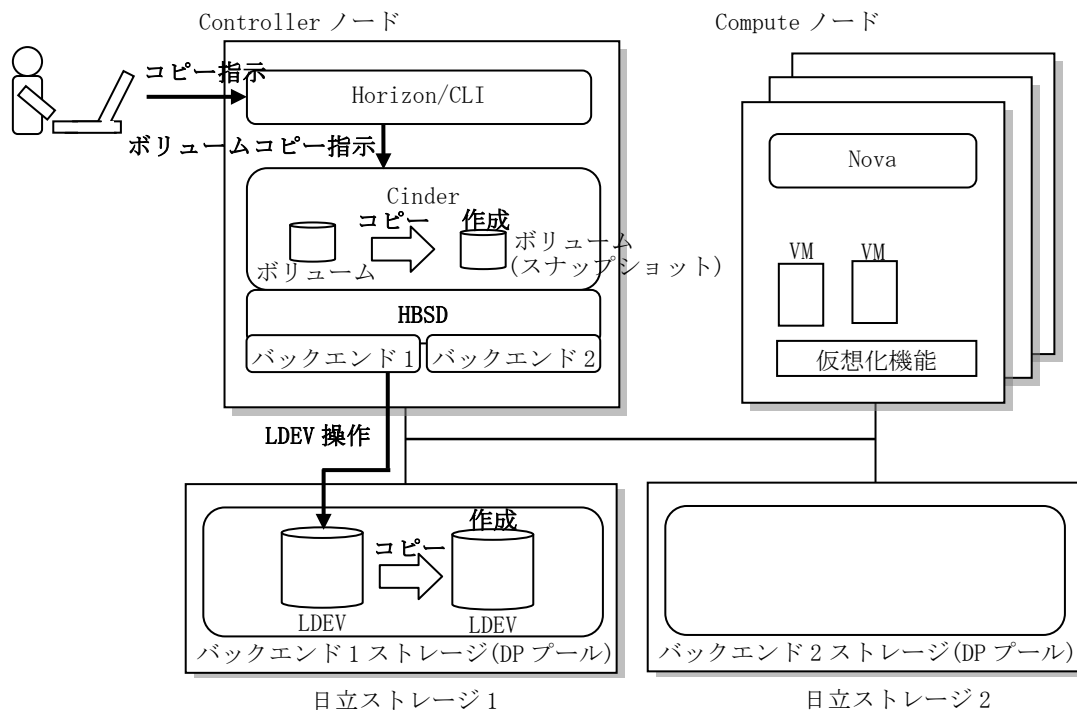 Controller ノード
Compute ノード
コピー指示
Horizon/CLI
ボリュームコピー指示
Cinder
コピー
作成
ボリューム
ボリューム
(スナップショット)
HBSD
バックエンド 1
バックエンド 2
Nova
VM
VM
仮想化機能
LDEV 操作
作成
コピー
LDEV
LDEV
バックエンド 1 ストレージ(DP プール)
バックエンド 2 ストレージ(DP プール)
日立ストレージ 1
日立ストレージ 2